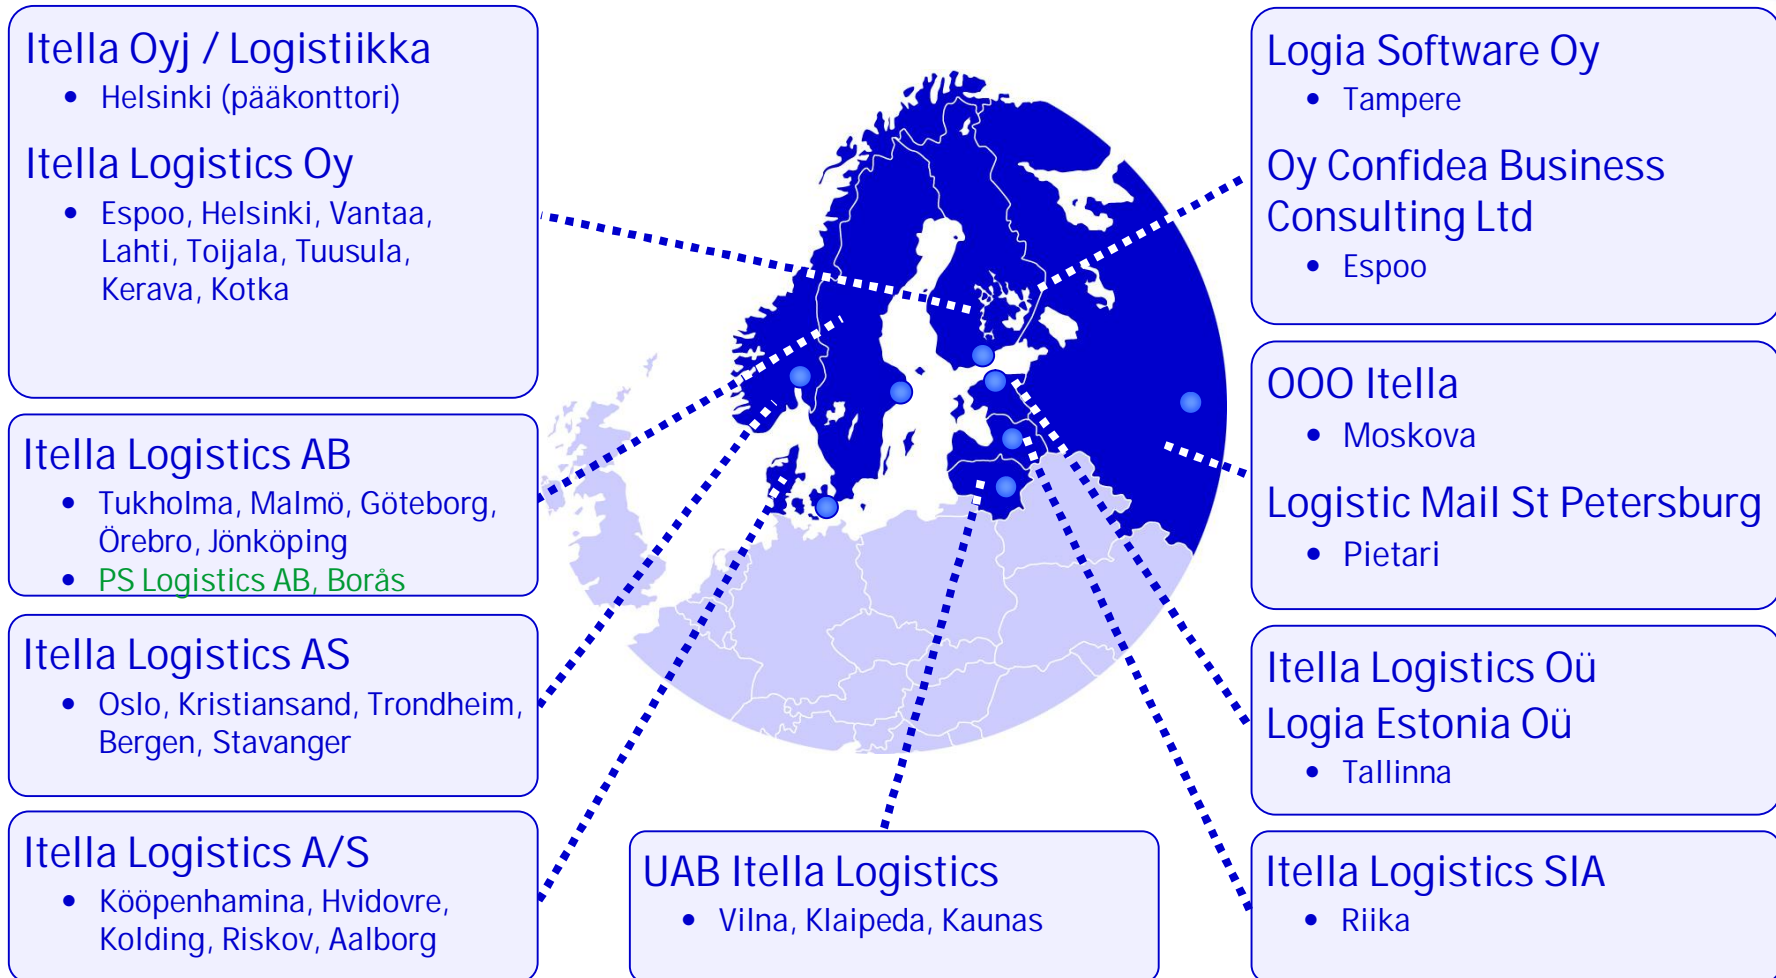 Itella Oyj / Logistiikka
• Helsinki (pääkonttori)
Itella Logistics Oy
• Espoo, Helsinki, Vantaa,
Lahti, Toijala, Tuusula,
Kerava, Kotka
Itella Logistics AB
• Tukholma, Malmö, Göteborg,
Örebro, Jönköping
• PS Logistics AB, Borås
Itella Logistics AS
• Oslo, Kristiansand, Trondheim,
Bergen, Stavanger
Itella Logistics A/S
• Kööpenhamina, Hvidovre,
Kolding, Riskov, Aalborg
UAB Itella Logistics
• Vilna, Klaipeda, Kaunas
Logia Software Oy
• Tampere
Oy Confidea Business
Consulting Ltd
• Espoo
OOO Itella
• Moskova
Logistic Mail St Petersburg
• Pietari
Itella Logistics Oü
Logia Estonia Oü
• Tallinna
Itella Logistics SIA
• Riika